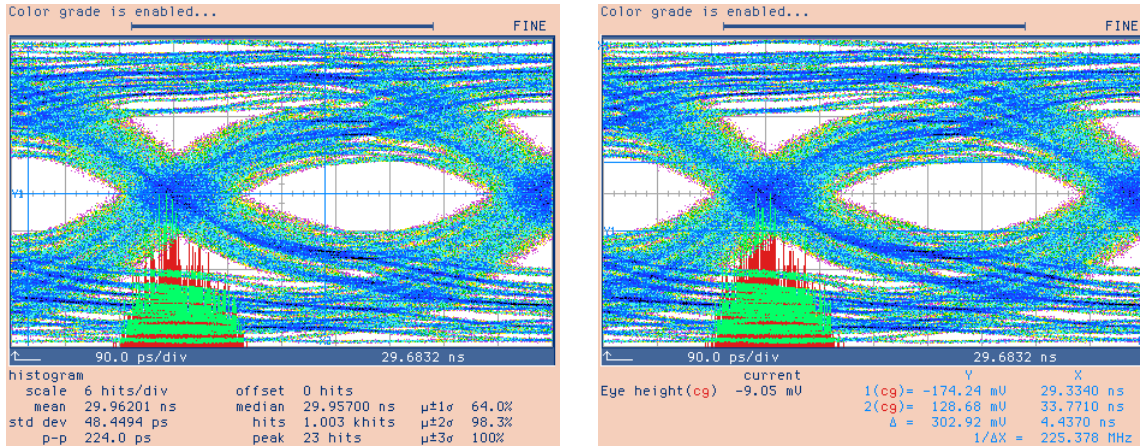 Color grade is enabled...
FINE
Y1
90.0 ps/div 29.6832 ns
histogram
scale 6 hits/div offset 0 hits
mean 29.96201 ns median 29.95700 ns µ±1σ 64.0%
std dev 48.4494 ps hits 1.003 khits µ±2σ 98.3%
p-p 224.0 ps peak 23 hits µ±3σ 100%
Color grade is enabled...
FINE
Y1
90.0 ps/div 29.6832 ns
current Y X
Eye height(cg) -9.05 mV 1(cg)= -174.24 mV 29.3340 ns
2(cg)= 128.68 mV 33.7710 ns
Δ = 302.92 mV 4.4370 ns
1/ΔX = 225.378 MHz